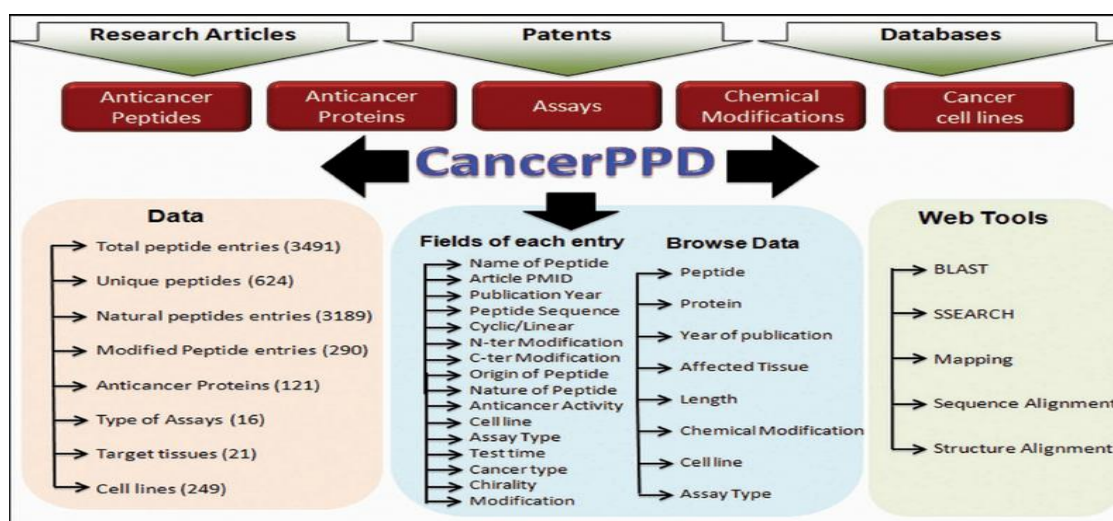 Research Articles
Patents
Databases
Anticancer
Peptides
Anticancer
Proteins
Assays
Chemical
Modifications
Cancer
cell lines
CancerPPD
Data
Total peptide entries (3491)
Unique peptides (624)
Natural peptides entries (3189)
Modified Peptide entries (290)
Anticancer Proteins (121)
Type of Assays (16)
Target tissues (21)
Cell lines (249)
Fields of each entry
Name of Peptide
Article PMID
Publication Year
Peptide Sequence
Cyclic/Linear
N-ter Modification
C-ter Modification
Origin of Peptide
Nature of Peptide
Anticancer Activity
Cell line
Assay Type
Test time
Cancer type
Chirality
Modification
Browse Data
Peptide
Protein
Year of publication
Affected Tissue
Length
Chemical Modification
Cell line
Assay Type
Web Tools
BLAST
SSEARCH
Mapping
Sequence Alignment
Structure Alignment